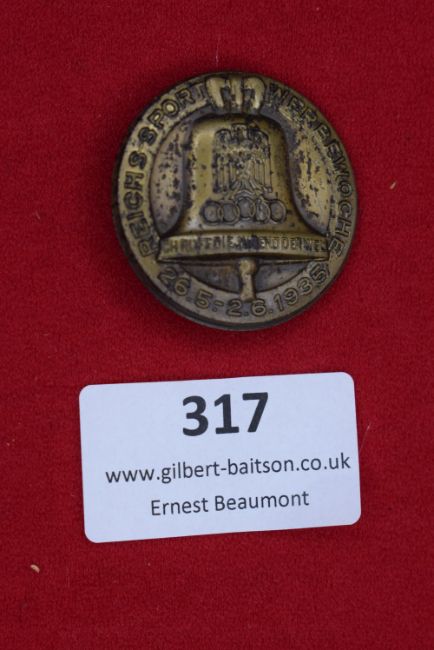 REICHS SPORT WERBEWOCHE
26.5.-2.6.1935
317
www.gilbert-baitson.co.uk
Ernest Beaumont